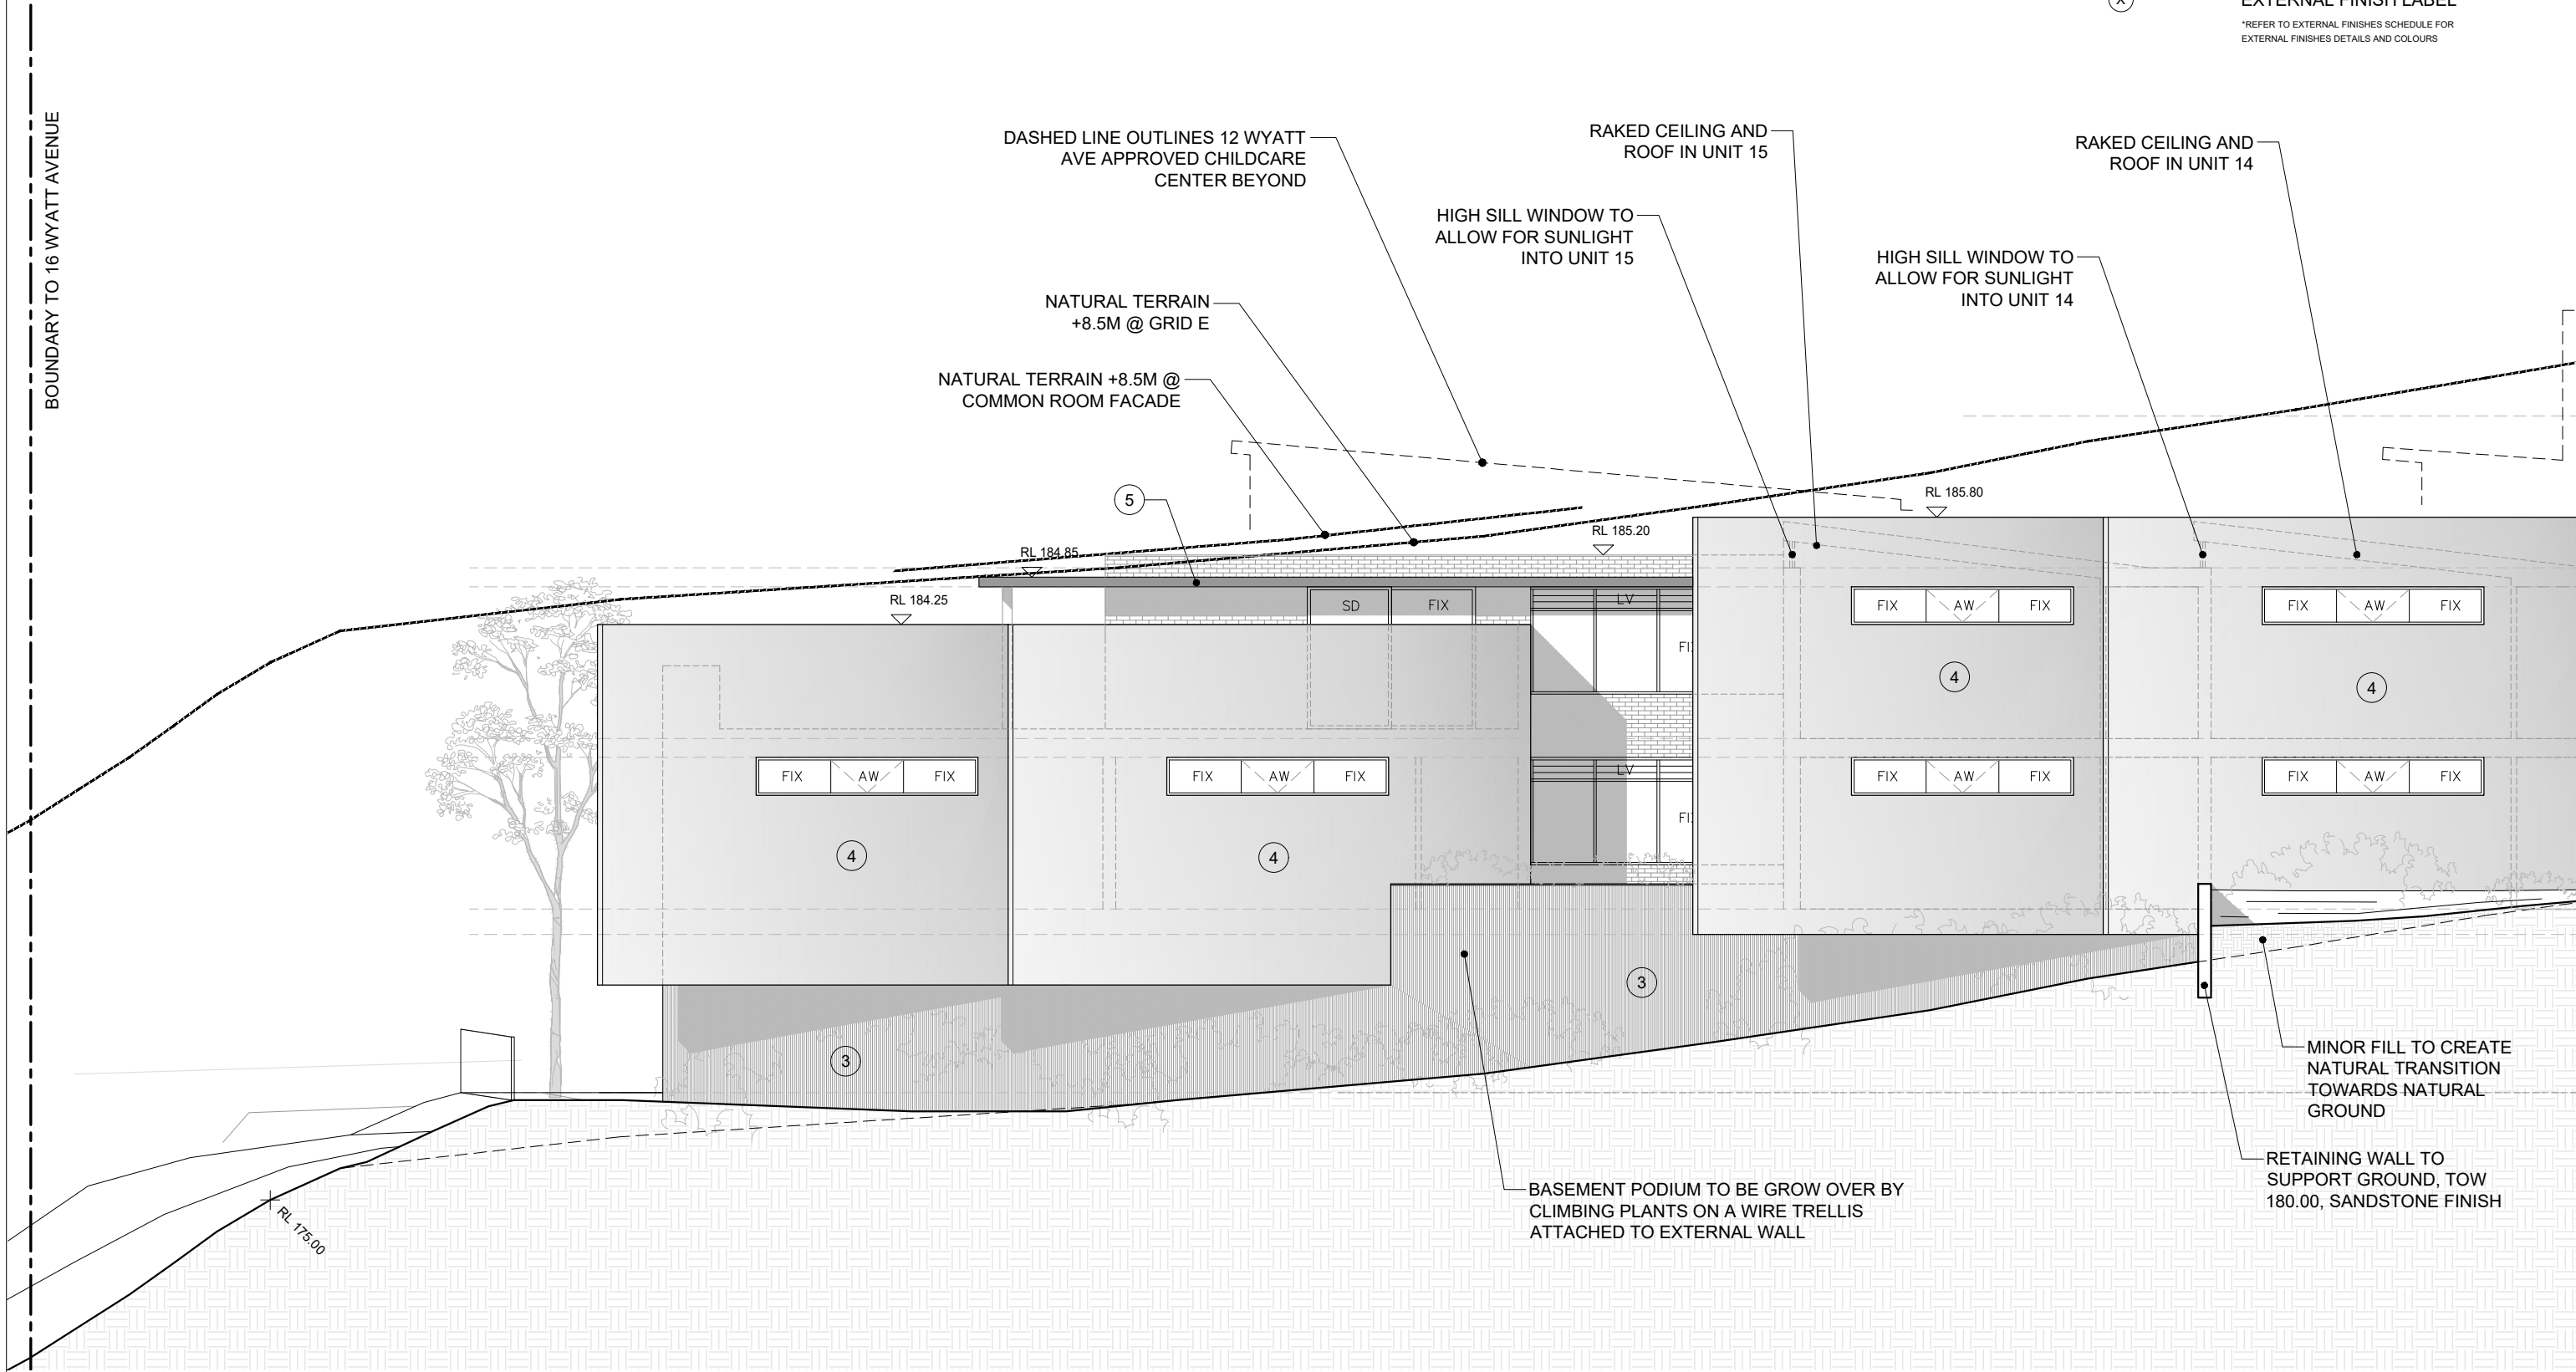 X
EXTERNAL FINISH LABEL
*REFER TO EXTERNAL FINISHES SCHEDULE FOR
EXTERNAL FINISHES DETAILS AND COLOURS
BOUNDARY TO 16 WYATT AVENUE
DASHED LINE OUTLINES 12 WYATT
AVE APPROVED CHILDCARE
CENTER BEYOND
RAKED CEILING AND
ROOF IN UNIT 15
RAKED CEILING AND
ROOF IN UNIT 14
HIGH SILL WINDOW TO
ALLOW FOR SUNLIGHT
INTO UNIT 15
HIGH SILL WINDOW TO
ALLOW FOR SUNLIGHT
INTO UNIT 14
NATURAL TERRAIN
+8.5M @ GRID E
NATURAL TERRAIN +8.5M @
COMMON ROOM FACADE
5
RL 185.80
RL 185.20
RL 184.85
RL 184.25
SD
FIX
LV
FIX
AW
FIX
FIX
AW
FIX
FI
4
4
FIX
AW
FIX
FIX
AW
FIX
LV
FIX
AW
FIX
FIX
AW
FIX
FI
4
4
3
3
MINOR FILL TO CREATE
NATURAL TRANSITION
TOWARDS NATURAL
GROUND
RETAINING WALL TO
SUPPORT GROUND, TOW
180.00, SANDSTONE FINISH
BASEMENT PODIUM TO BE GROW OVER BY
CLIMBING PLANTS ON A WIRE TRELLIS
ATTACHED TO EXTERNAL WALL
RL 175.00